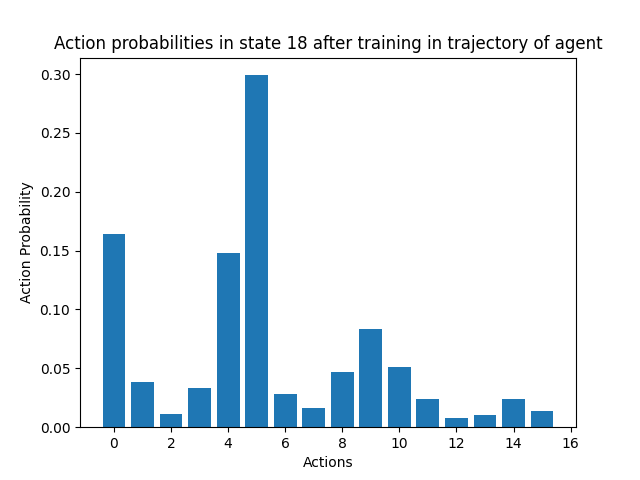 Action probabilities in state 18 after training in trajectory of agent
0.30
0.25
0.20
0.15
0.10
0.05
0.00
Action Probability
0 2 4 6 8 10 12 14 16
Actions